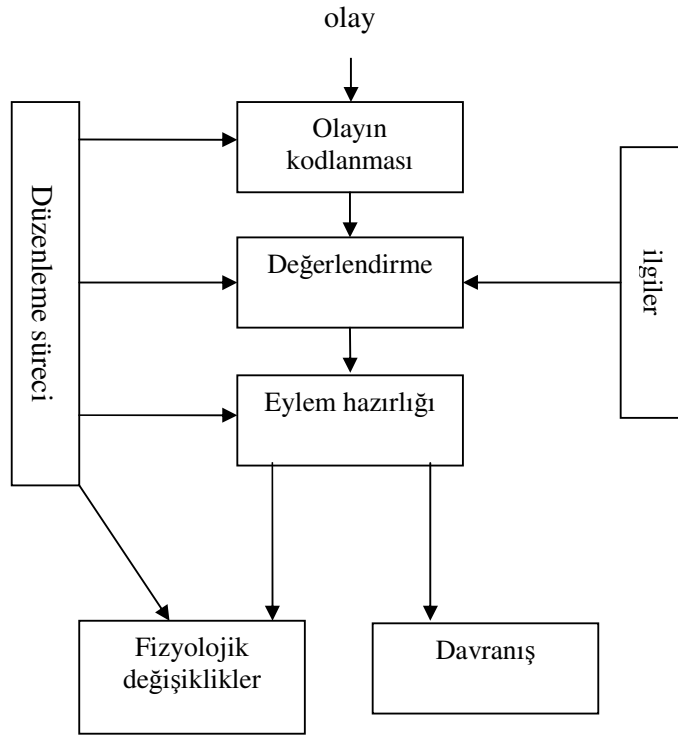 olay
Olayın
kodlanması
Düzenleme süreci
Değerlendirme
ilgiler
Eylem hazırlığı
Fizyolojik
değişiklikler
Davranış